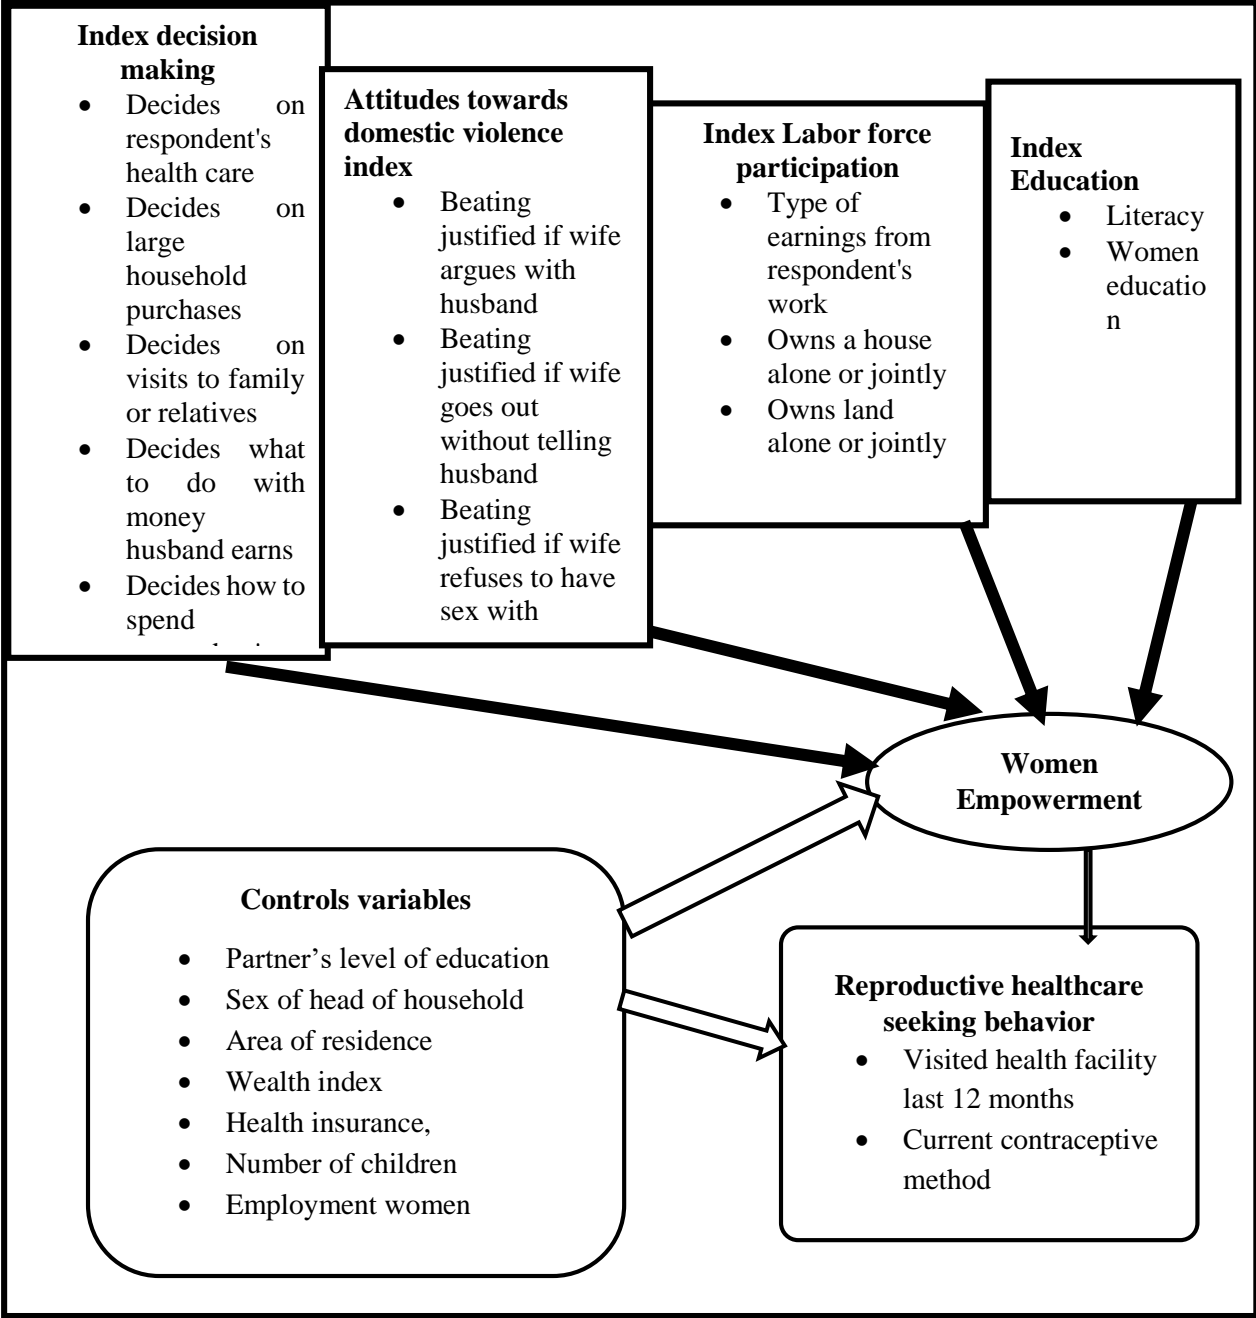 Index decision
making
• Decides on
respondent's
health care
• Decides on
large
household
purchases
• Decides on
visits to family
or relatives
• Decides what
to do with
money
husband earns
• Decides how to
spend
Attitudes towards
domestic violence
index
• Beating
justified if wife
argues with
husband
• Beating
justified if wife
goes out
without telling
husband
• Beating
justified if wife
refuses to have
sex with
Index Labor force
participation
• Type of
earnings from
respondent's
work
• Owns a house
alone or jointly
• Owns land
alone or jointly
Index
Education
• Literacy
• Women
educatio
n
Women
Empowerment
Controls variables
• Partner’s level of education
• Sex of head of household
• Area of residence
• Wealth index
• Health insurance,
• Number of children
• Employment women
Reproductive healthcare
seeking behavior
• Visited health facility
last 12 months
• Current contraceptive
method